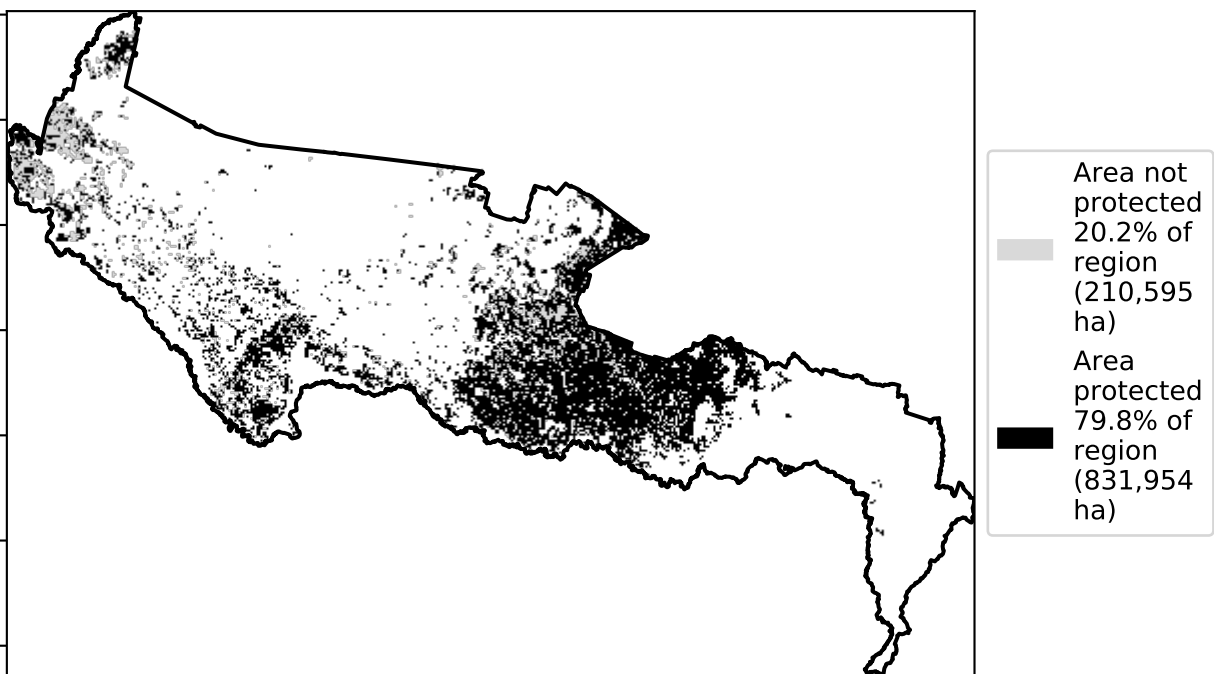 Area not
protected
20.2% of
region
(210,595
ha)
Area
protected
79.8% of
region
(831,954
ha)